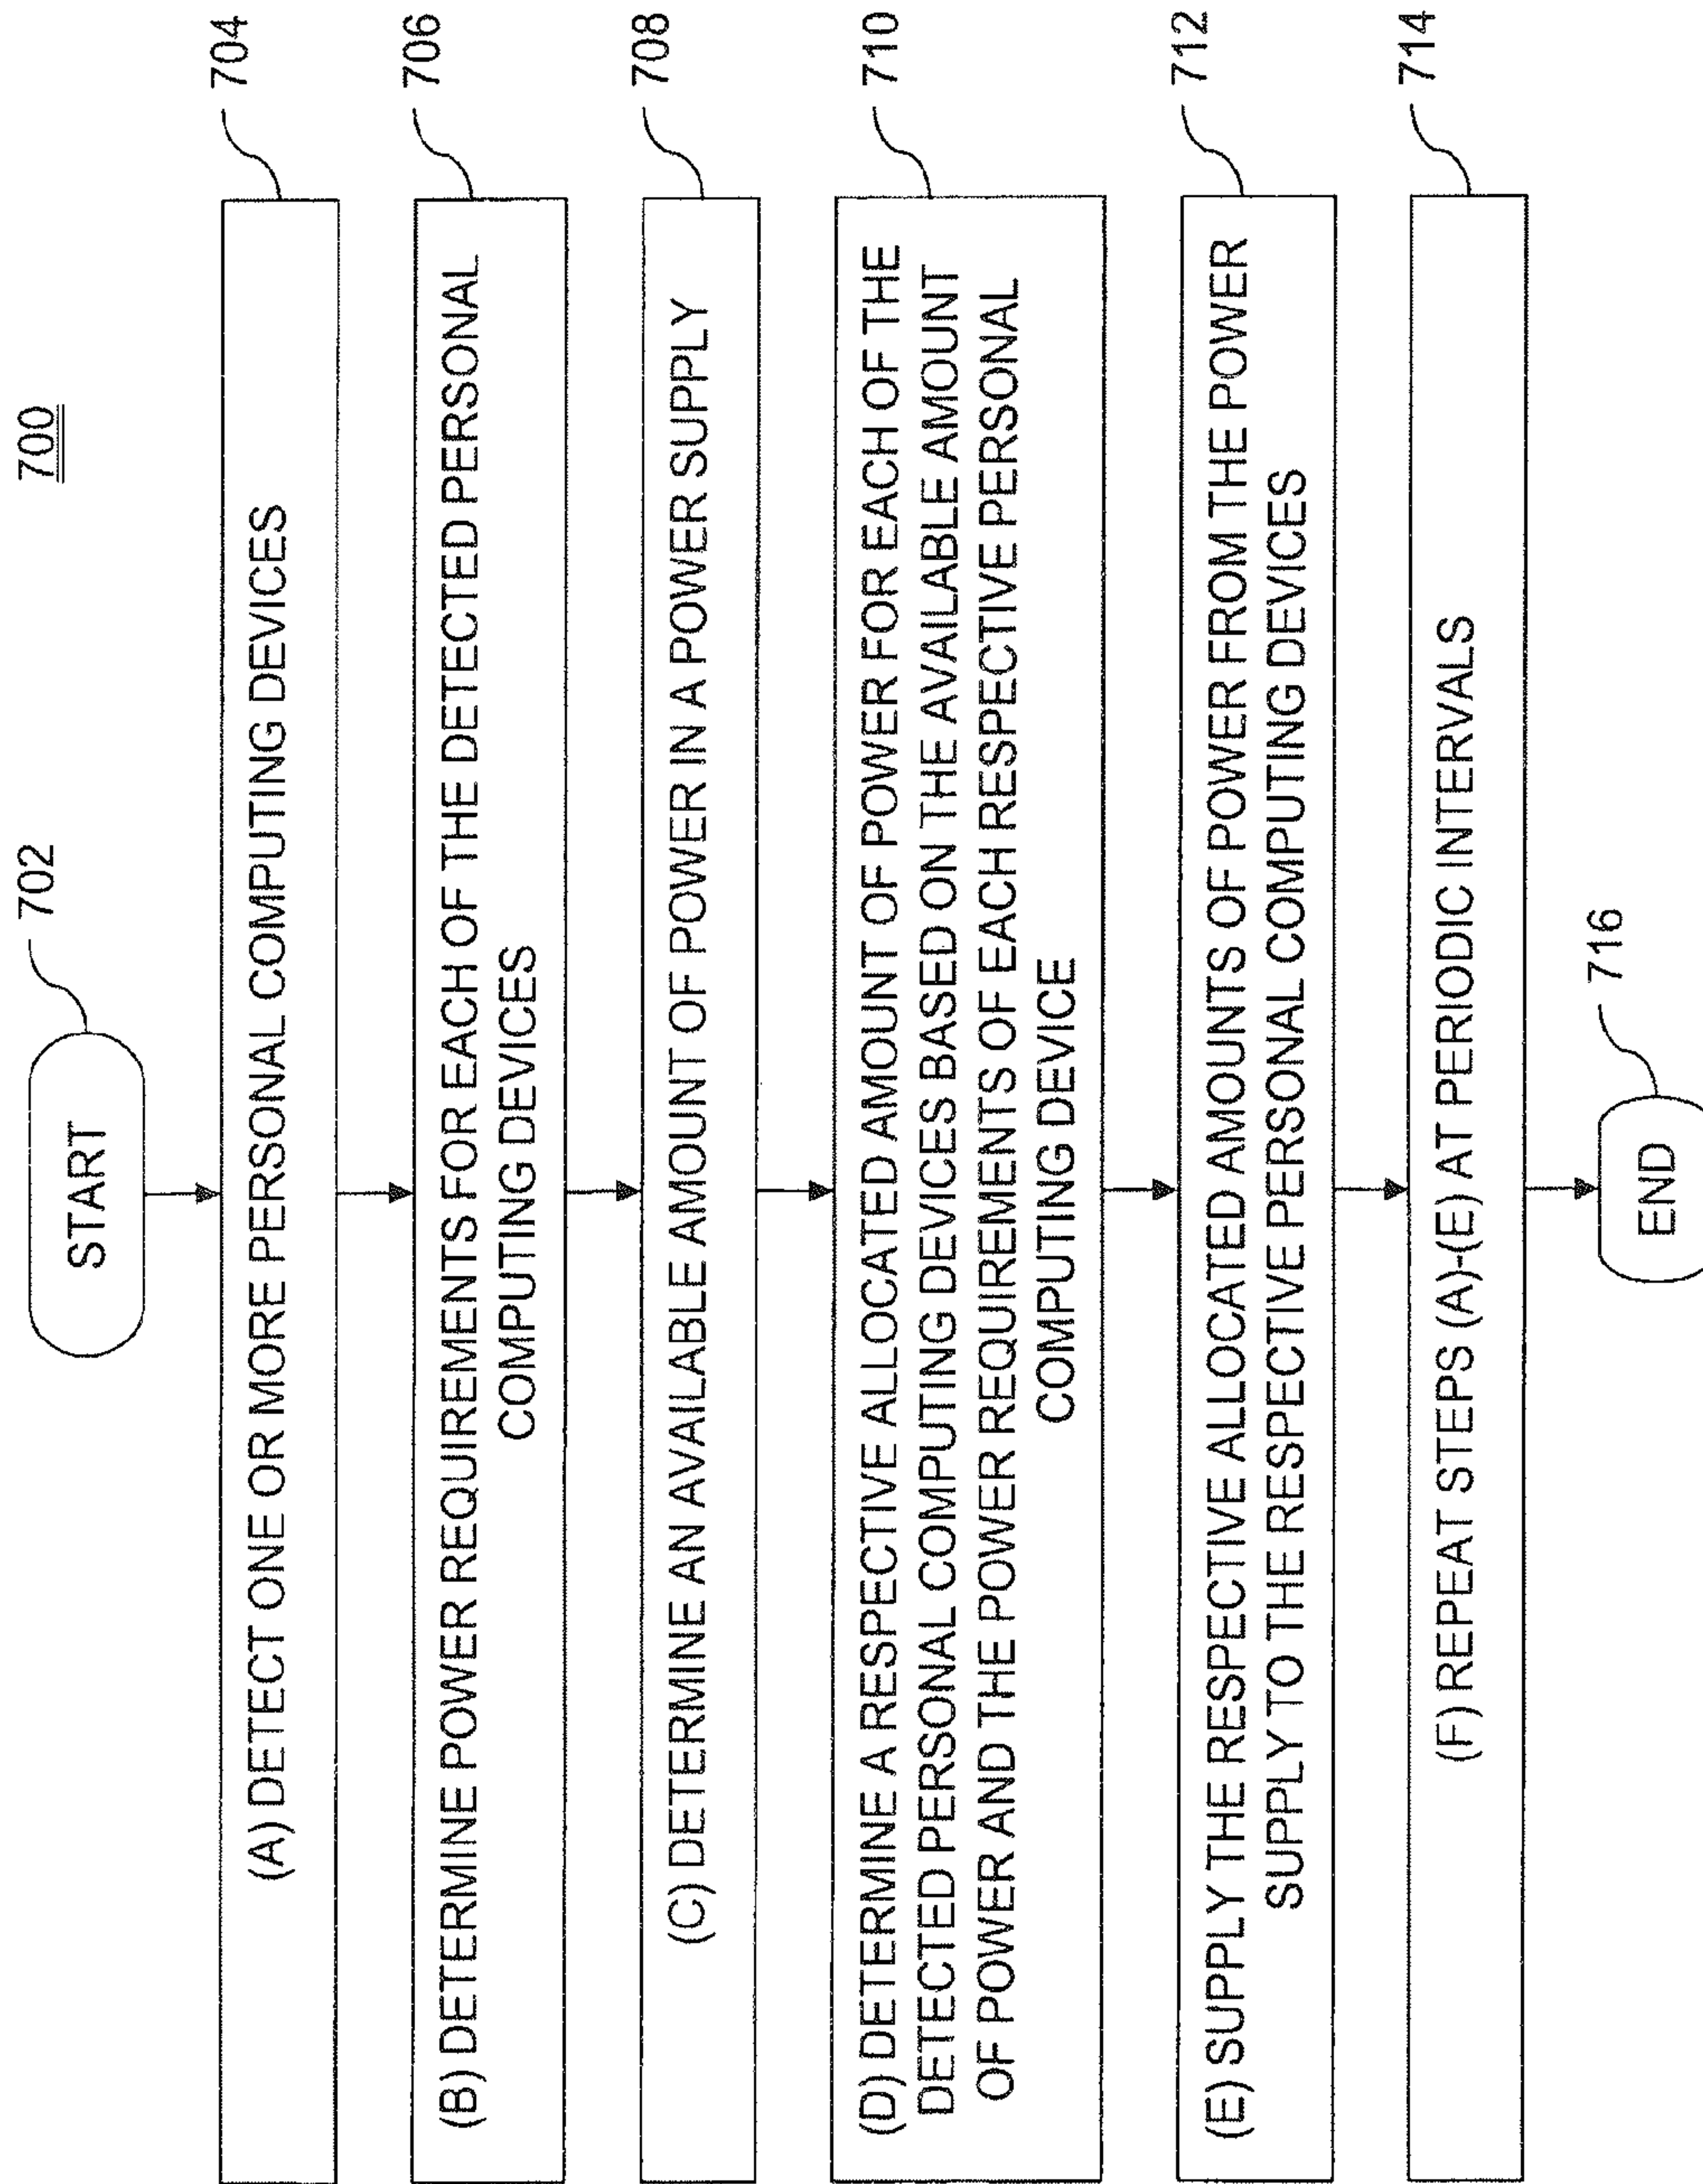 700
START
702
(A) DETECT ONE OR MORE PERSONAL COMPUTING DEVICES
704
(B) DETERMINE POWER REQUIREMENTS FOR EACH OF THE DETECTED PERSONAL
COMPUTING DEVICES
706
(C) DETERMINE AN AVAILABLE AMOUNT OF POWER IN A POWER SUPPLY
708
(D) DETERMINE A RESPECTIVE ALLOCATED AMOUNT OF POWER FOR EACH OF THE
DETECTED PERSONAL COMPUTING DEVICES BASED ON THE AVAILABLE AMOUNT
OF POWER AND THE POWER REQUIREMENTS OF EACH RESPECTIVE PERSONAL
COMPUTING DEVICE
710
(E) SUPPLY THE RESPECTIVE ALLOCATED AMOUNTS OF POWER FROM THE POWER
SUPPLY TO THE RESPECTIVE PERSONAL COMPUTING DEVICES
712
(F) REPEAT STEPS (A)-(E) AT PERIODIC INTERVALS
714
END
716